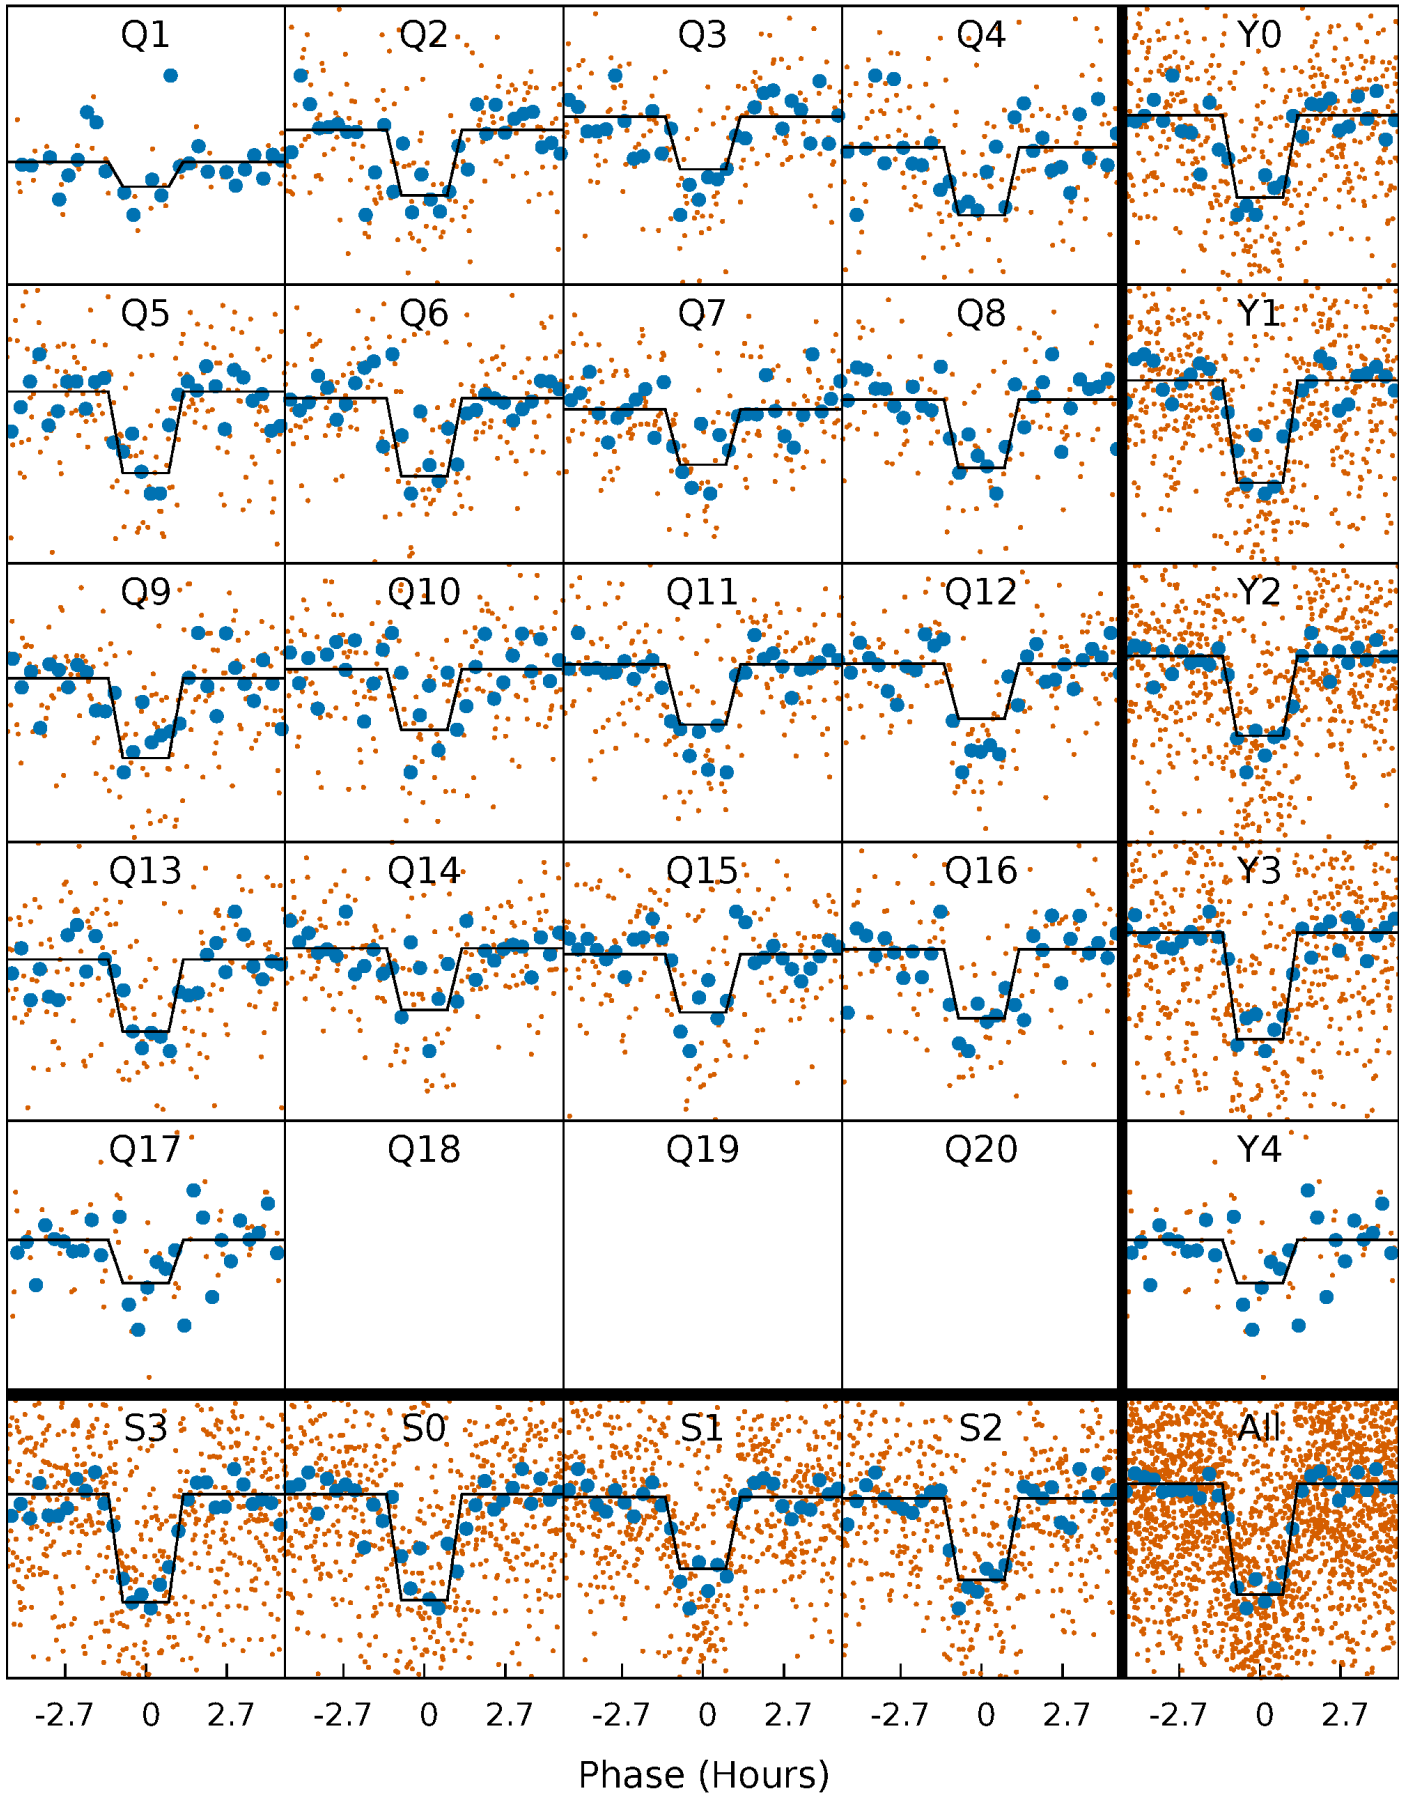 Q1 Q2 Q3 Q4 Y0
Q5 Q6 Q7 Q8 Y1
Q9 Q10 Q11 Q12 Y2
Q13 Q14 Q15 Q16 Y3
Q17 Q18 Q19 Q20 Y4
S3 S0 S1 S2 All
-2.7 0 2.7 -2.7 0 2.7 -2.7 0 2.7 -2.7 0 2.7 -2.7 0 2.7
Phase (Hours)